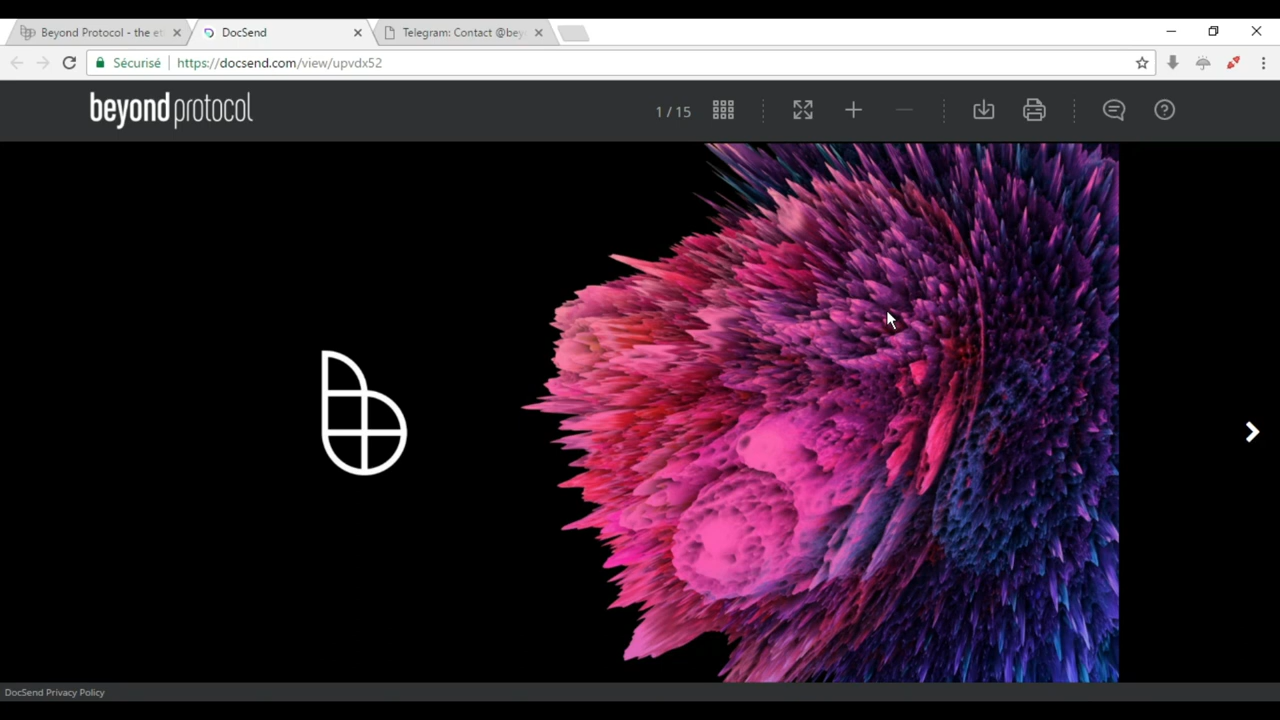 Beyond Protocol - the et
DocSend
Telegram: Contact @bey
Sécurisé
https://docsend.com/view/upvdx52
beyond protocol
1 / 15
DocSend Privacy Policy